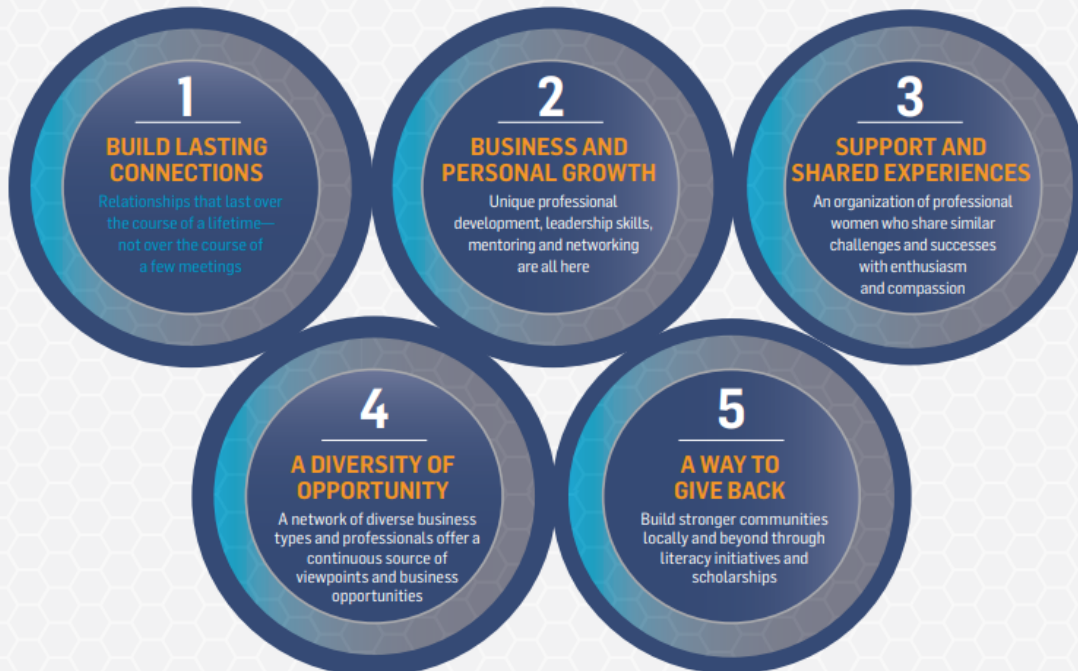 1
BUILD LASTING
CONNECTIONS
Relationships that last over
the course of a lifetime—
not over the course of
a few meetings
2
BUSINESS AND
PERSONAL GROWTH
Unique professional
development, leadership skills,
mentoring and networking
are all here
3
SUPPORT AND
SHARED EXPERIENCES
An organization of professional
women who share similar
challenges and successes
with enthusiasm
and compassion
4
A DIVERSITY OF
OPPORTUNITY
A network of diverse business
types and professionals offer a
continuous source of
viewpoints and business
opportunities
5
A WAY TO
GIVE BACK
Build stronger communities
locally and beyond through
literacy initiatives and
scholarships